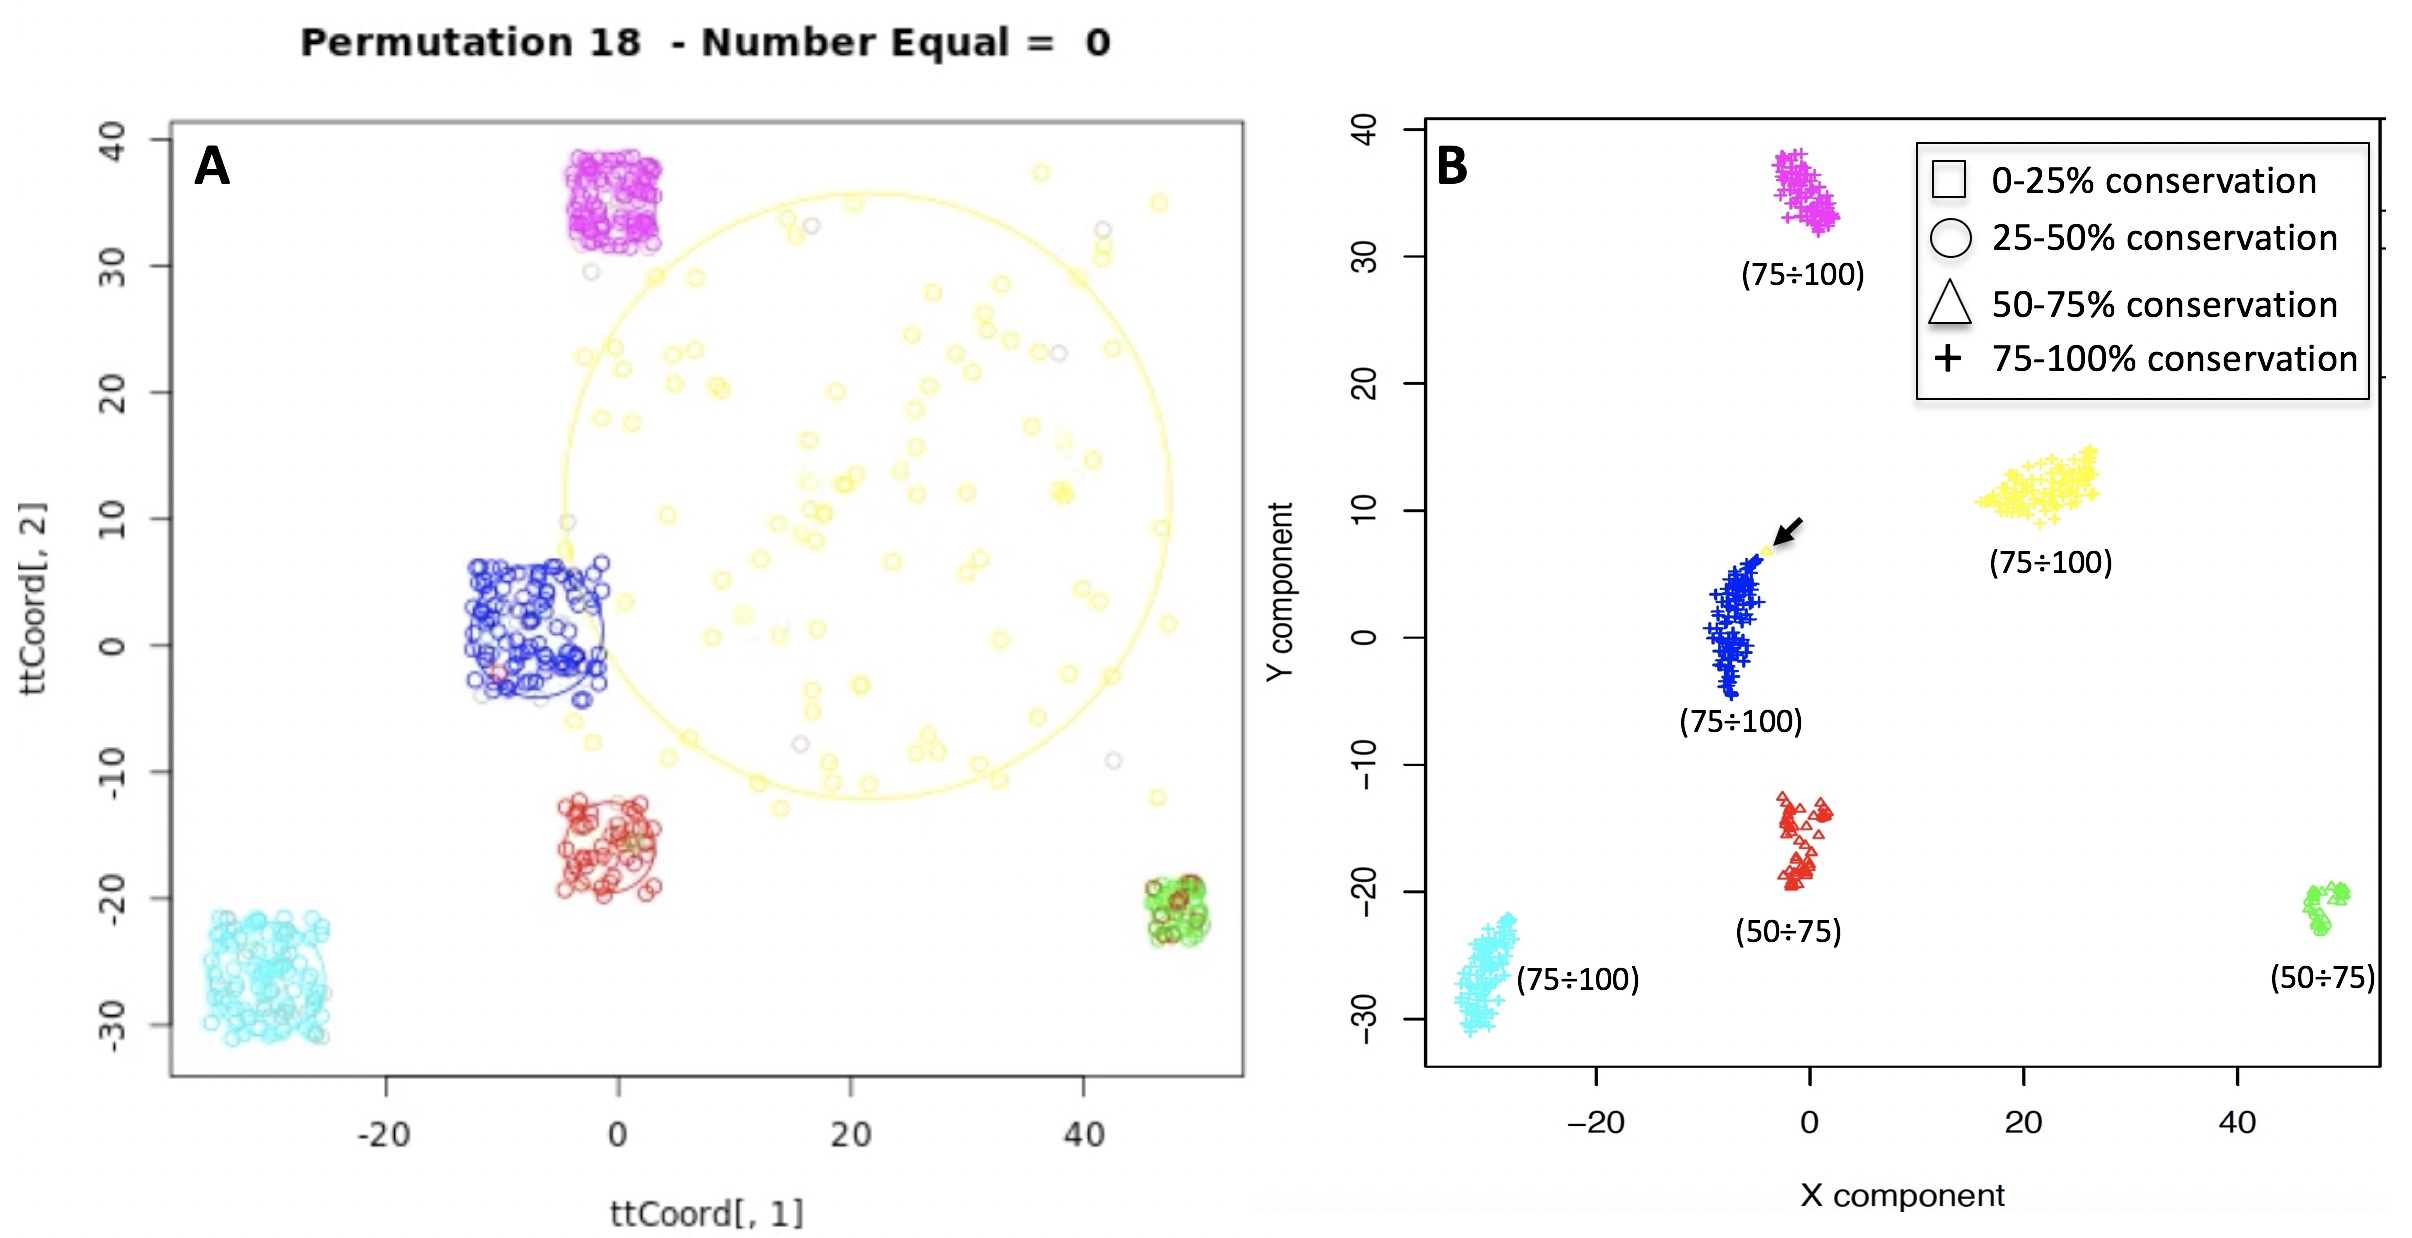 Permutation 18 - Number Equal = 0
A
40
30
20
10
0
-10
-20
-30
ttCoord[, 2]
-20
0
20
40
ttCoord[, 1]
B
40
30
20
10
0
−10
−20
−30
Y component
0-25% conservation
25-50% conservation
50-75% conservation
75-100% conservation
(75÷100)
(75÷100)
(75÷100)
(50÷75)
(75÷100)
(50÷75)
−20
0
20
40
X component